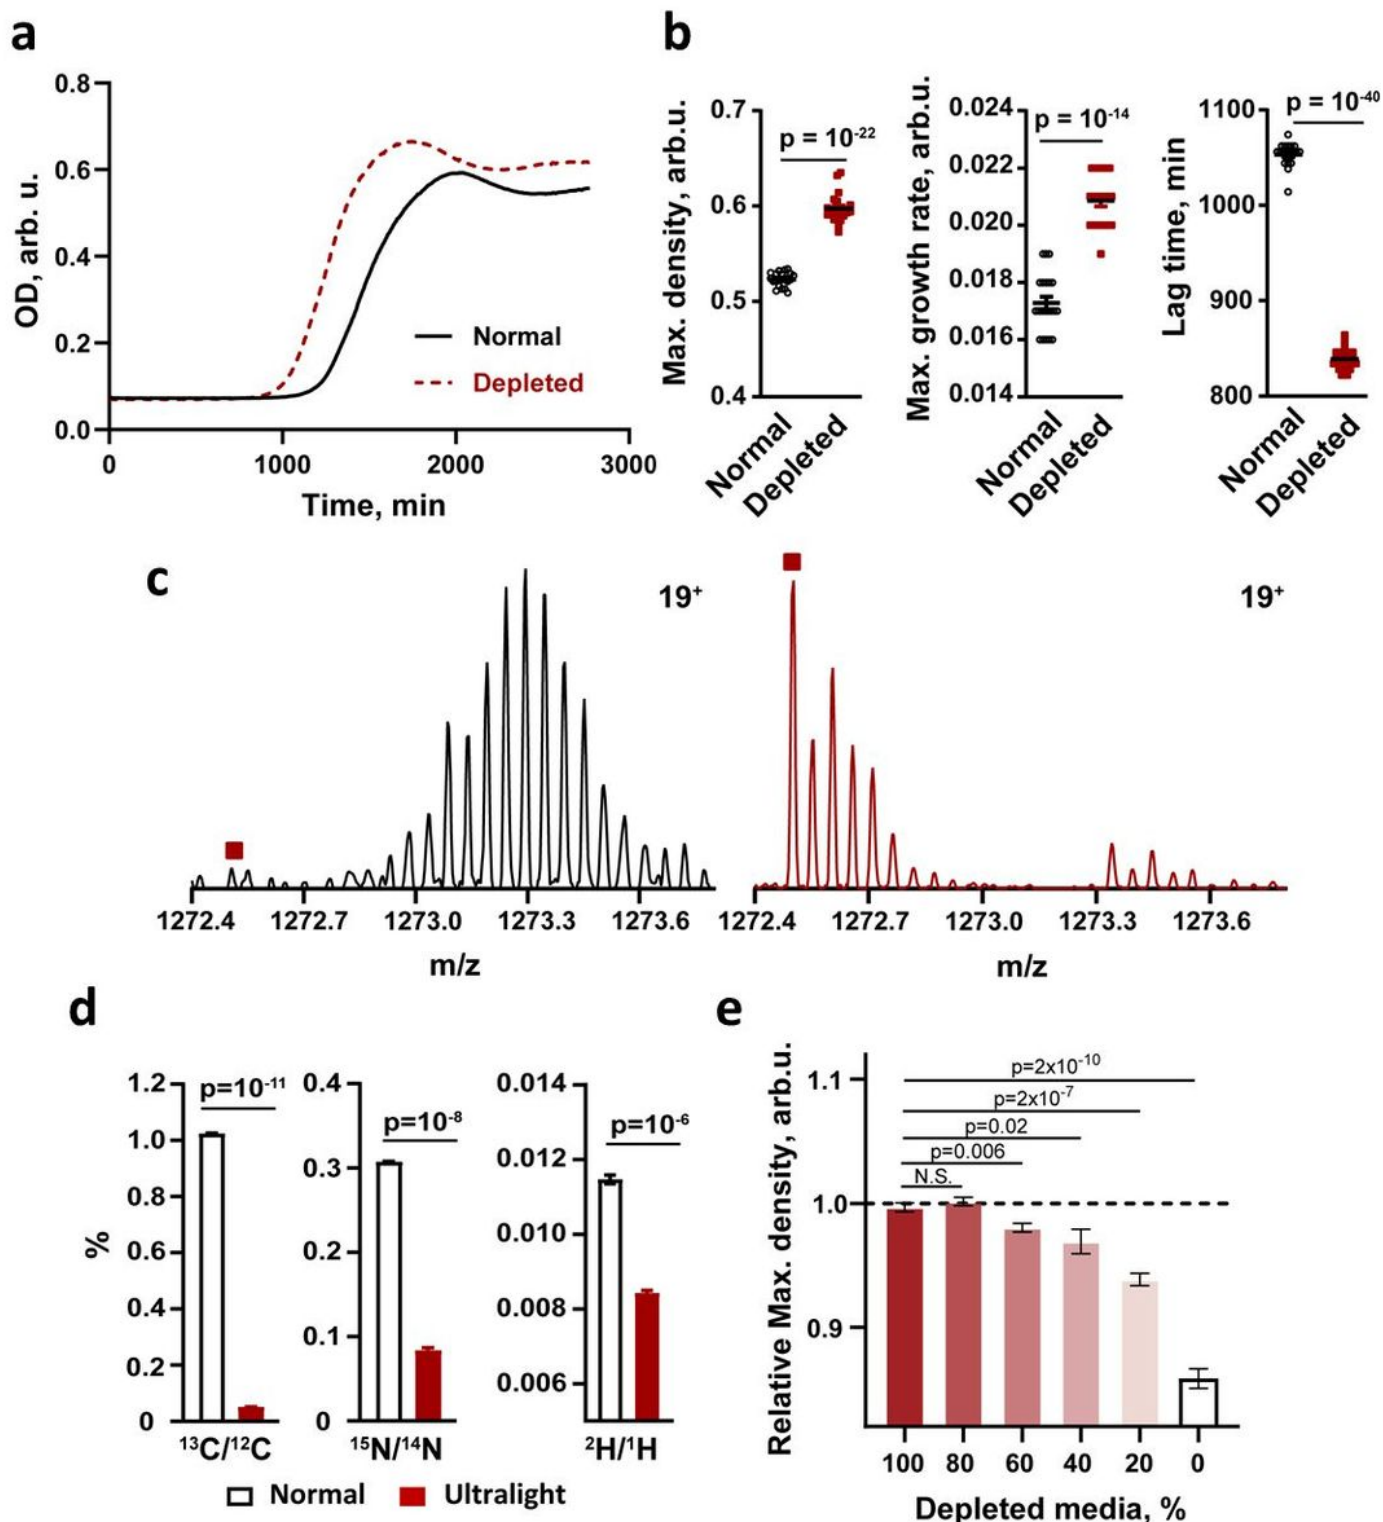 a
0.8
0.6
0.4
0.2
0.0
OD, arb. u.
0
1000
2000
3000
Time, min
Normal
Depleted
b
0.7
0.6
0.5
0.4
Max. density, arb.u.
p = 10⁻²²
Normal
Depleted
0.024
0.022
0.020
0.018
0.016
0.014
Max. growth rate, arb.u.
p = 10⁻¹⁴
Normal
Depleted
1100
1000
900
800
Lag time, min
p = 10⁻⁴⁰
Normal
Depleted
c
19⁺
1272.4 1272.7 1273.0 1273.3 1273.6
m/z
19⁺
1272.4 1272.7 1273.0 1273.3 1273.6
m/z
d
%
1.2
1.0
0.8
0.6
0.4
0.2
0
p=10⁻¹¹
¹³C/¹²C
0.4
0.3
0.2
0.1
0
p=10⁻⁸
¹⁵N/¹⁴N
0.014
0.012
0.010
0.008
0.006
p=10⁻⁶
²H/¹H
Normal
Ultralight
e
Relative Max. density, arb.u.
1.1
1.0
0.9
p=2x10⁻¹⁰
p=2x10⁻⁷
p=0.02
p=0.006
N.S.
100 80 60 40 20 0
Depleted media, %